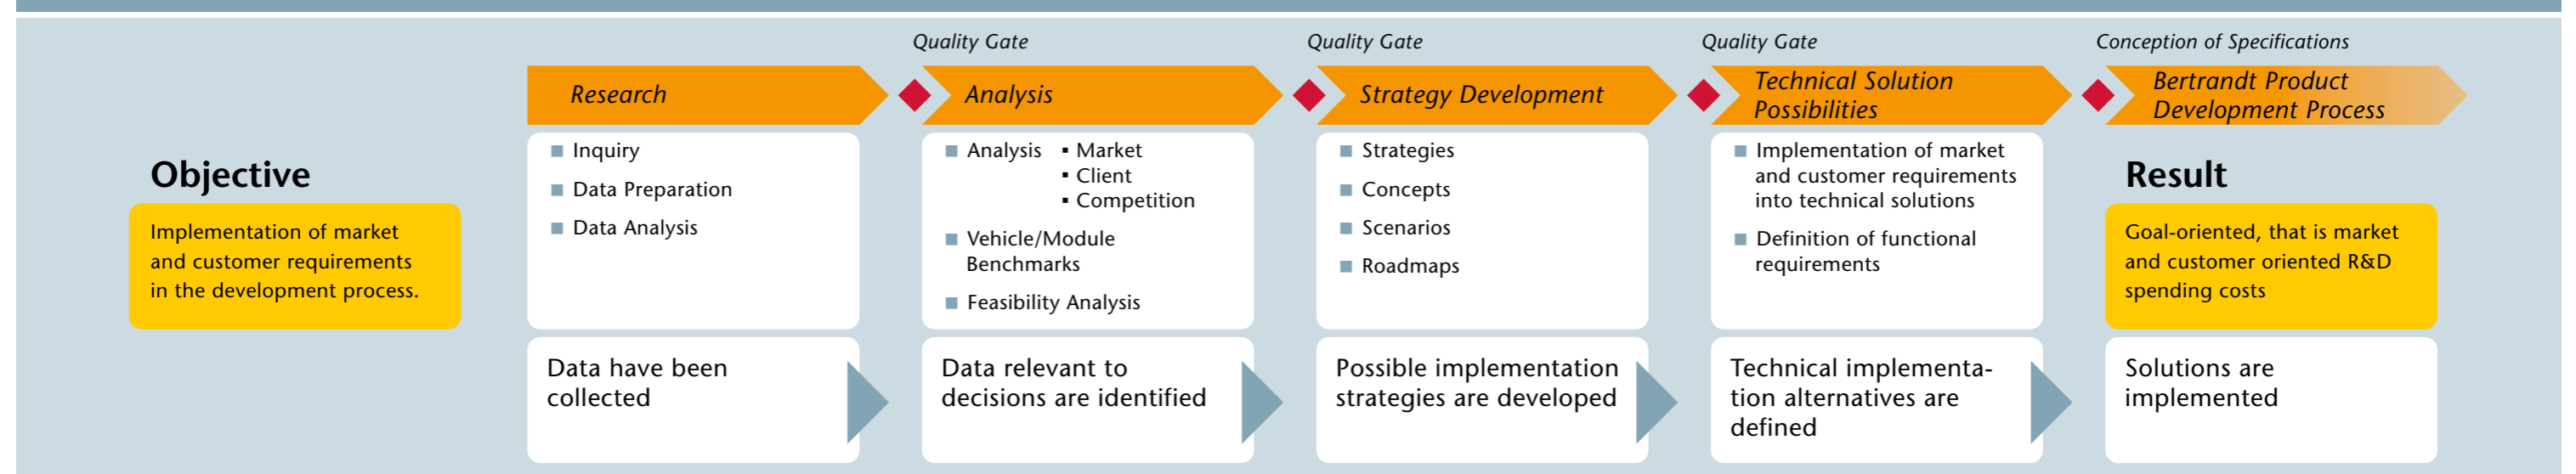 Quality Gate
Quality Gate
Quality Gate
Conception of Specifications
Research
Analysis
Strategy Development
Technical Solution
Possibilities
Bertrandt Product
Development Process
Objective
Implementation of market
and customer requirements
in the development process.
Inquiry
Data Preparation
Data Analysis
Analysis
Market
Client
Competition
Vehicle/Module
Benchmarks
Feasibility Analysis
Strategies
Concepts
Scenarios
Roadmaps
Implementation of market
and customer requirements
into technical solutions
Definition of functional
requirements
Result
Goal-oriented, that is market
and customer oriented R&D
spending costs
Data have been
collected
Data relevant to
decisions are identified
Possible implementation
strategies are developed
Technical implementa-
tion alternatives are
defined
Solutions are
implemented